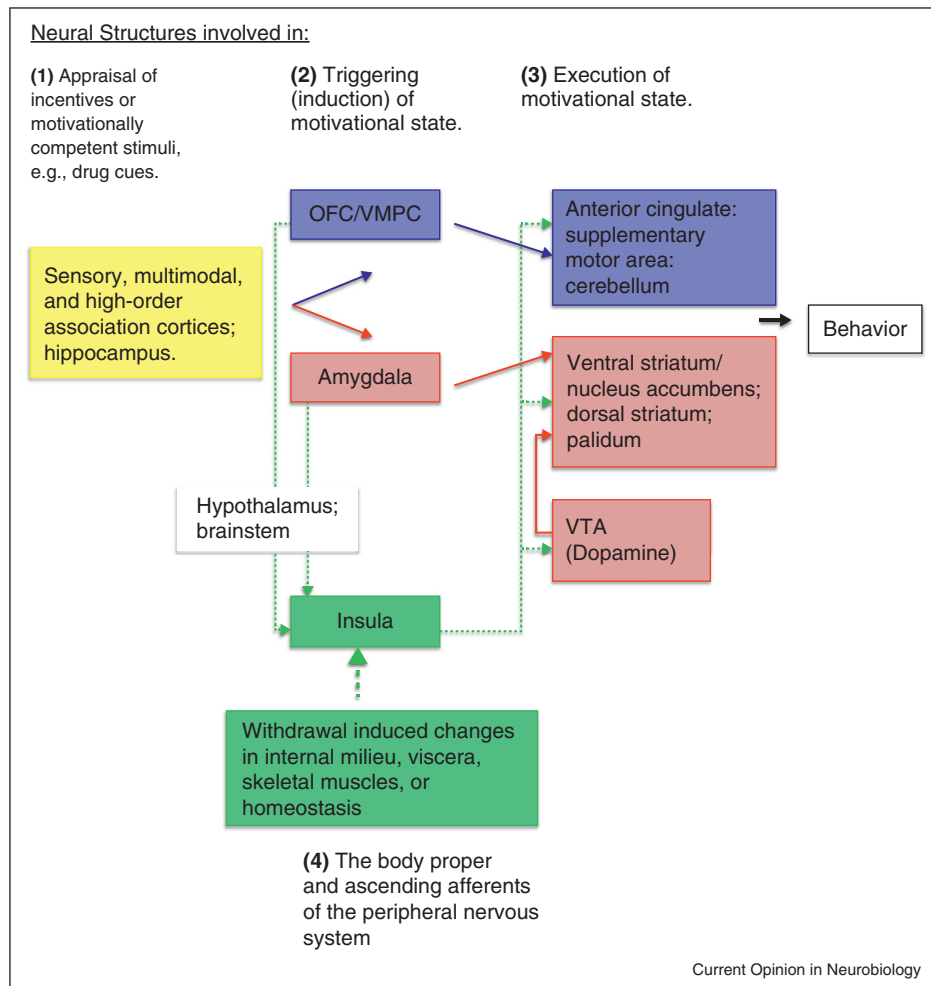 Neural Structures involved in:
(1) Appraisal of
incentives or
motivationally
competent stimuli,
e.g., drug cues.
(2) Triggering
(induction) of
motivational state.
(3) Execution of
motivational state.
OFC/VMPC
Anterior cingulate:
supplementary
motor area:
cerebellum
Sensory, multimodal,
and high-order
association cortices;
hippocampus.
Behavior
Amygdala
Ventral striatum/
nucleus accumbens;
dorsal striatum;
palidum
Hypothalamus;
brainstem
VTA
(Dopamine)
Insula
Withdrawal induced changes
in internal milieu, viscera,
skeletal muscles, or
homeostasis
(4) The body proper
and ascending afferents
of the peripheral nervous
system
Current Opinion in Neurobiology